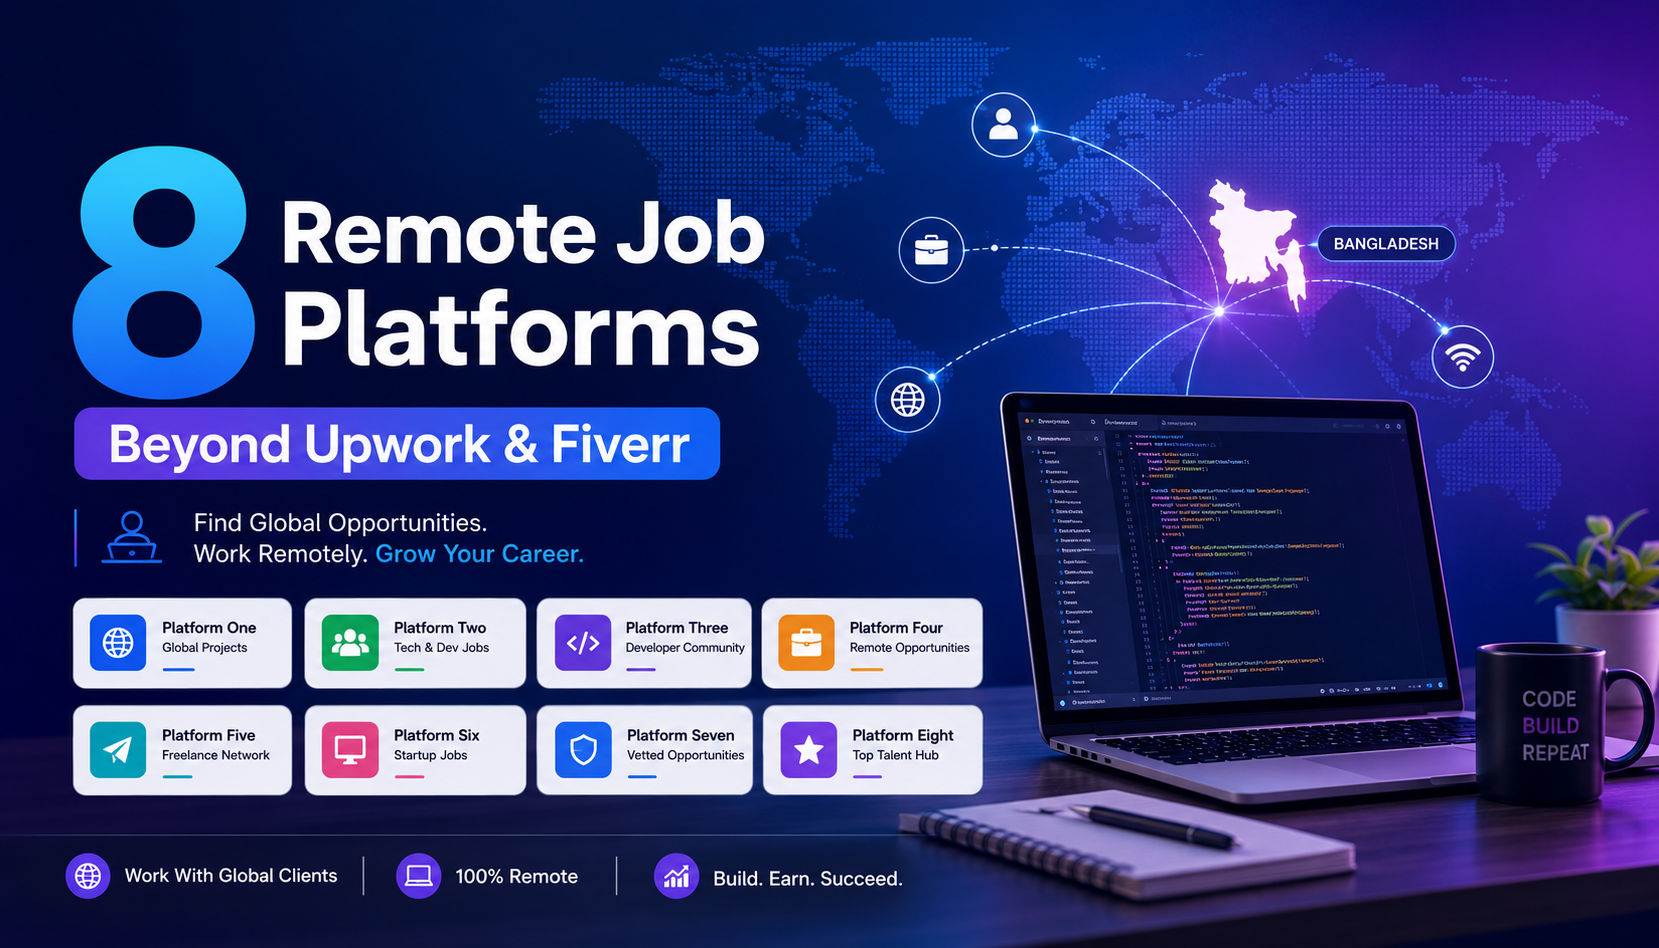 8
Remote Job
Platforms
Beyond Upwork & Fiverr
Find Global Opportunities.
Work Remotely. Grow Your Career.
Platform One
Global Projects
Platform Two
Tech & Dev Jobs
Platform Three
Developer Community
Platform Four
Remote Opportunities
Platform Five
Freelance Network
Platform Six
Startup Jobs
Platform Seven
Vetted Opportunities
Platform Eight
Top Talent Hub
Work With Global Clients
100% Remote
Build. Earn. Succeed.
BANGLADESH
CODE
BUILD
REPEAT